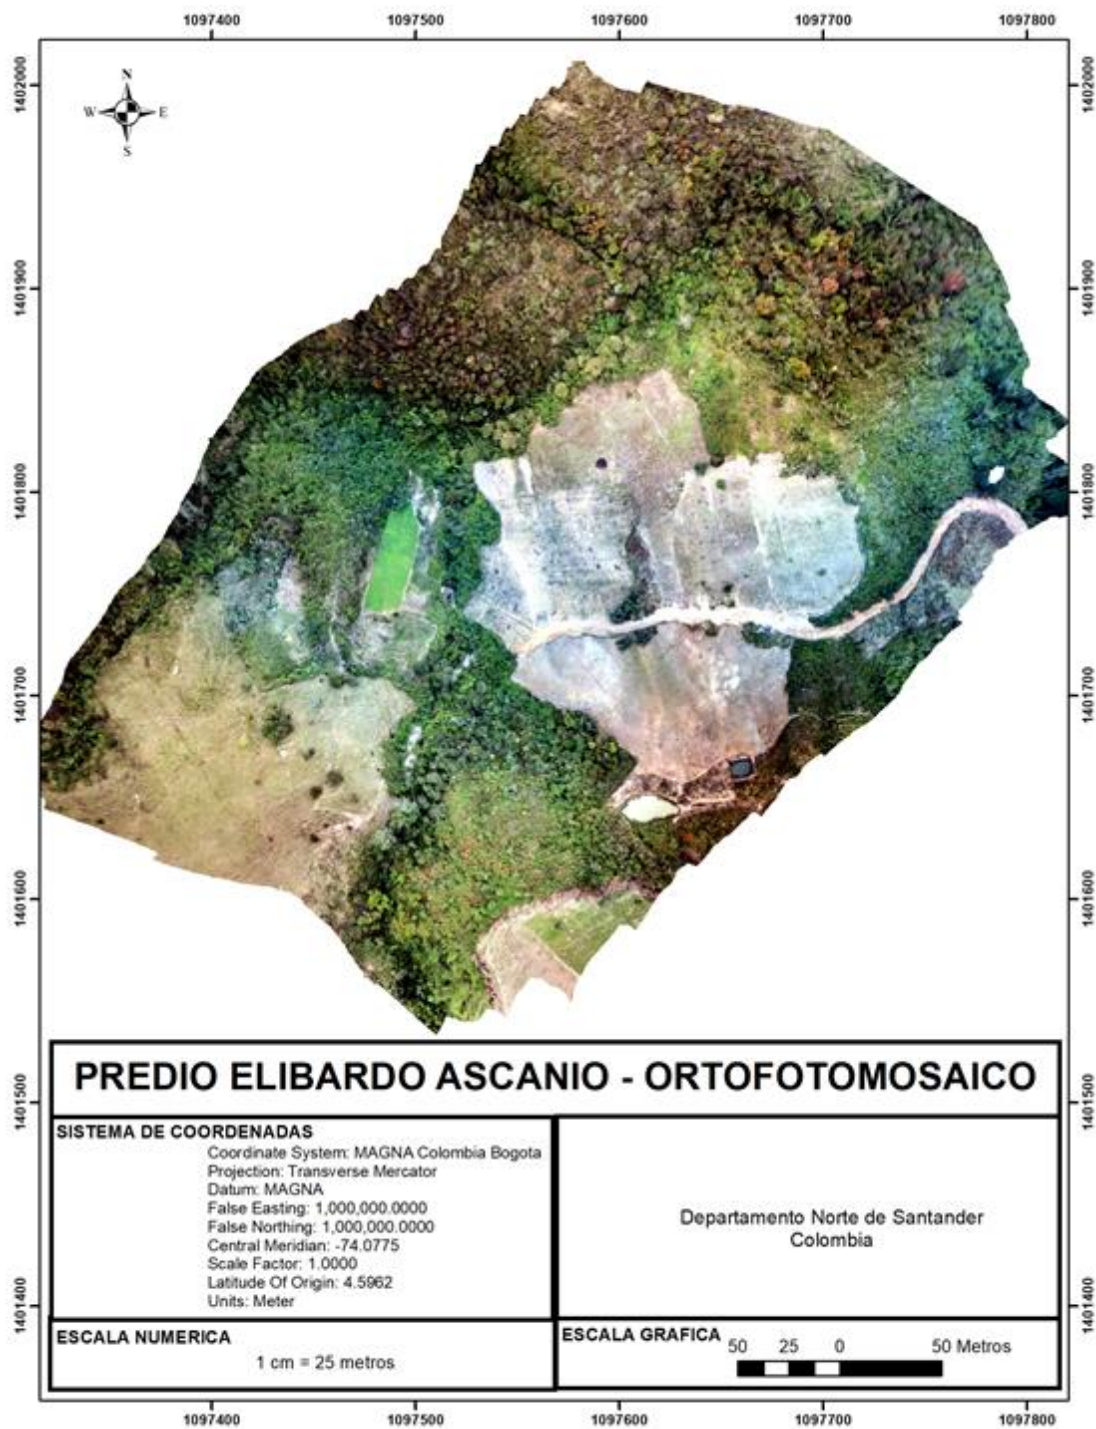 1097400 1097500 1097600 1097700 1097800
1402000 1402000
N
W E
S
1401900 1401900
1401800 1401800
1401700 1401700
1401600 1401600
1401500 1401500
1401400 1401400
PREDIO ELIBARDO ASCANIO - ORTOFOTOMOSAICO
SISTEMA DE COORDENADAS
Coordinate System: MAGNA Colombia Bogota
Projection: Transverse Mercator
Datum: MAGNA
False Easting: 1,000,000.0000
False Northing: 1,000,000.0000
Central Meridian: -74.0775
Scale Factor: 1.0000
Latitude Of Origin: 4.5962
Units: Meter
Departamento Norte de Santander
Colombia
ESCALA NUMERICA
1 cm = 25 metros
ESCALA GRAFICA
50 25 0 50 Metros
1097400 1097500 1097600 1097700 1097800